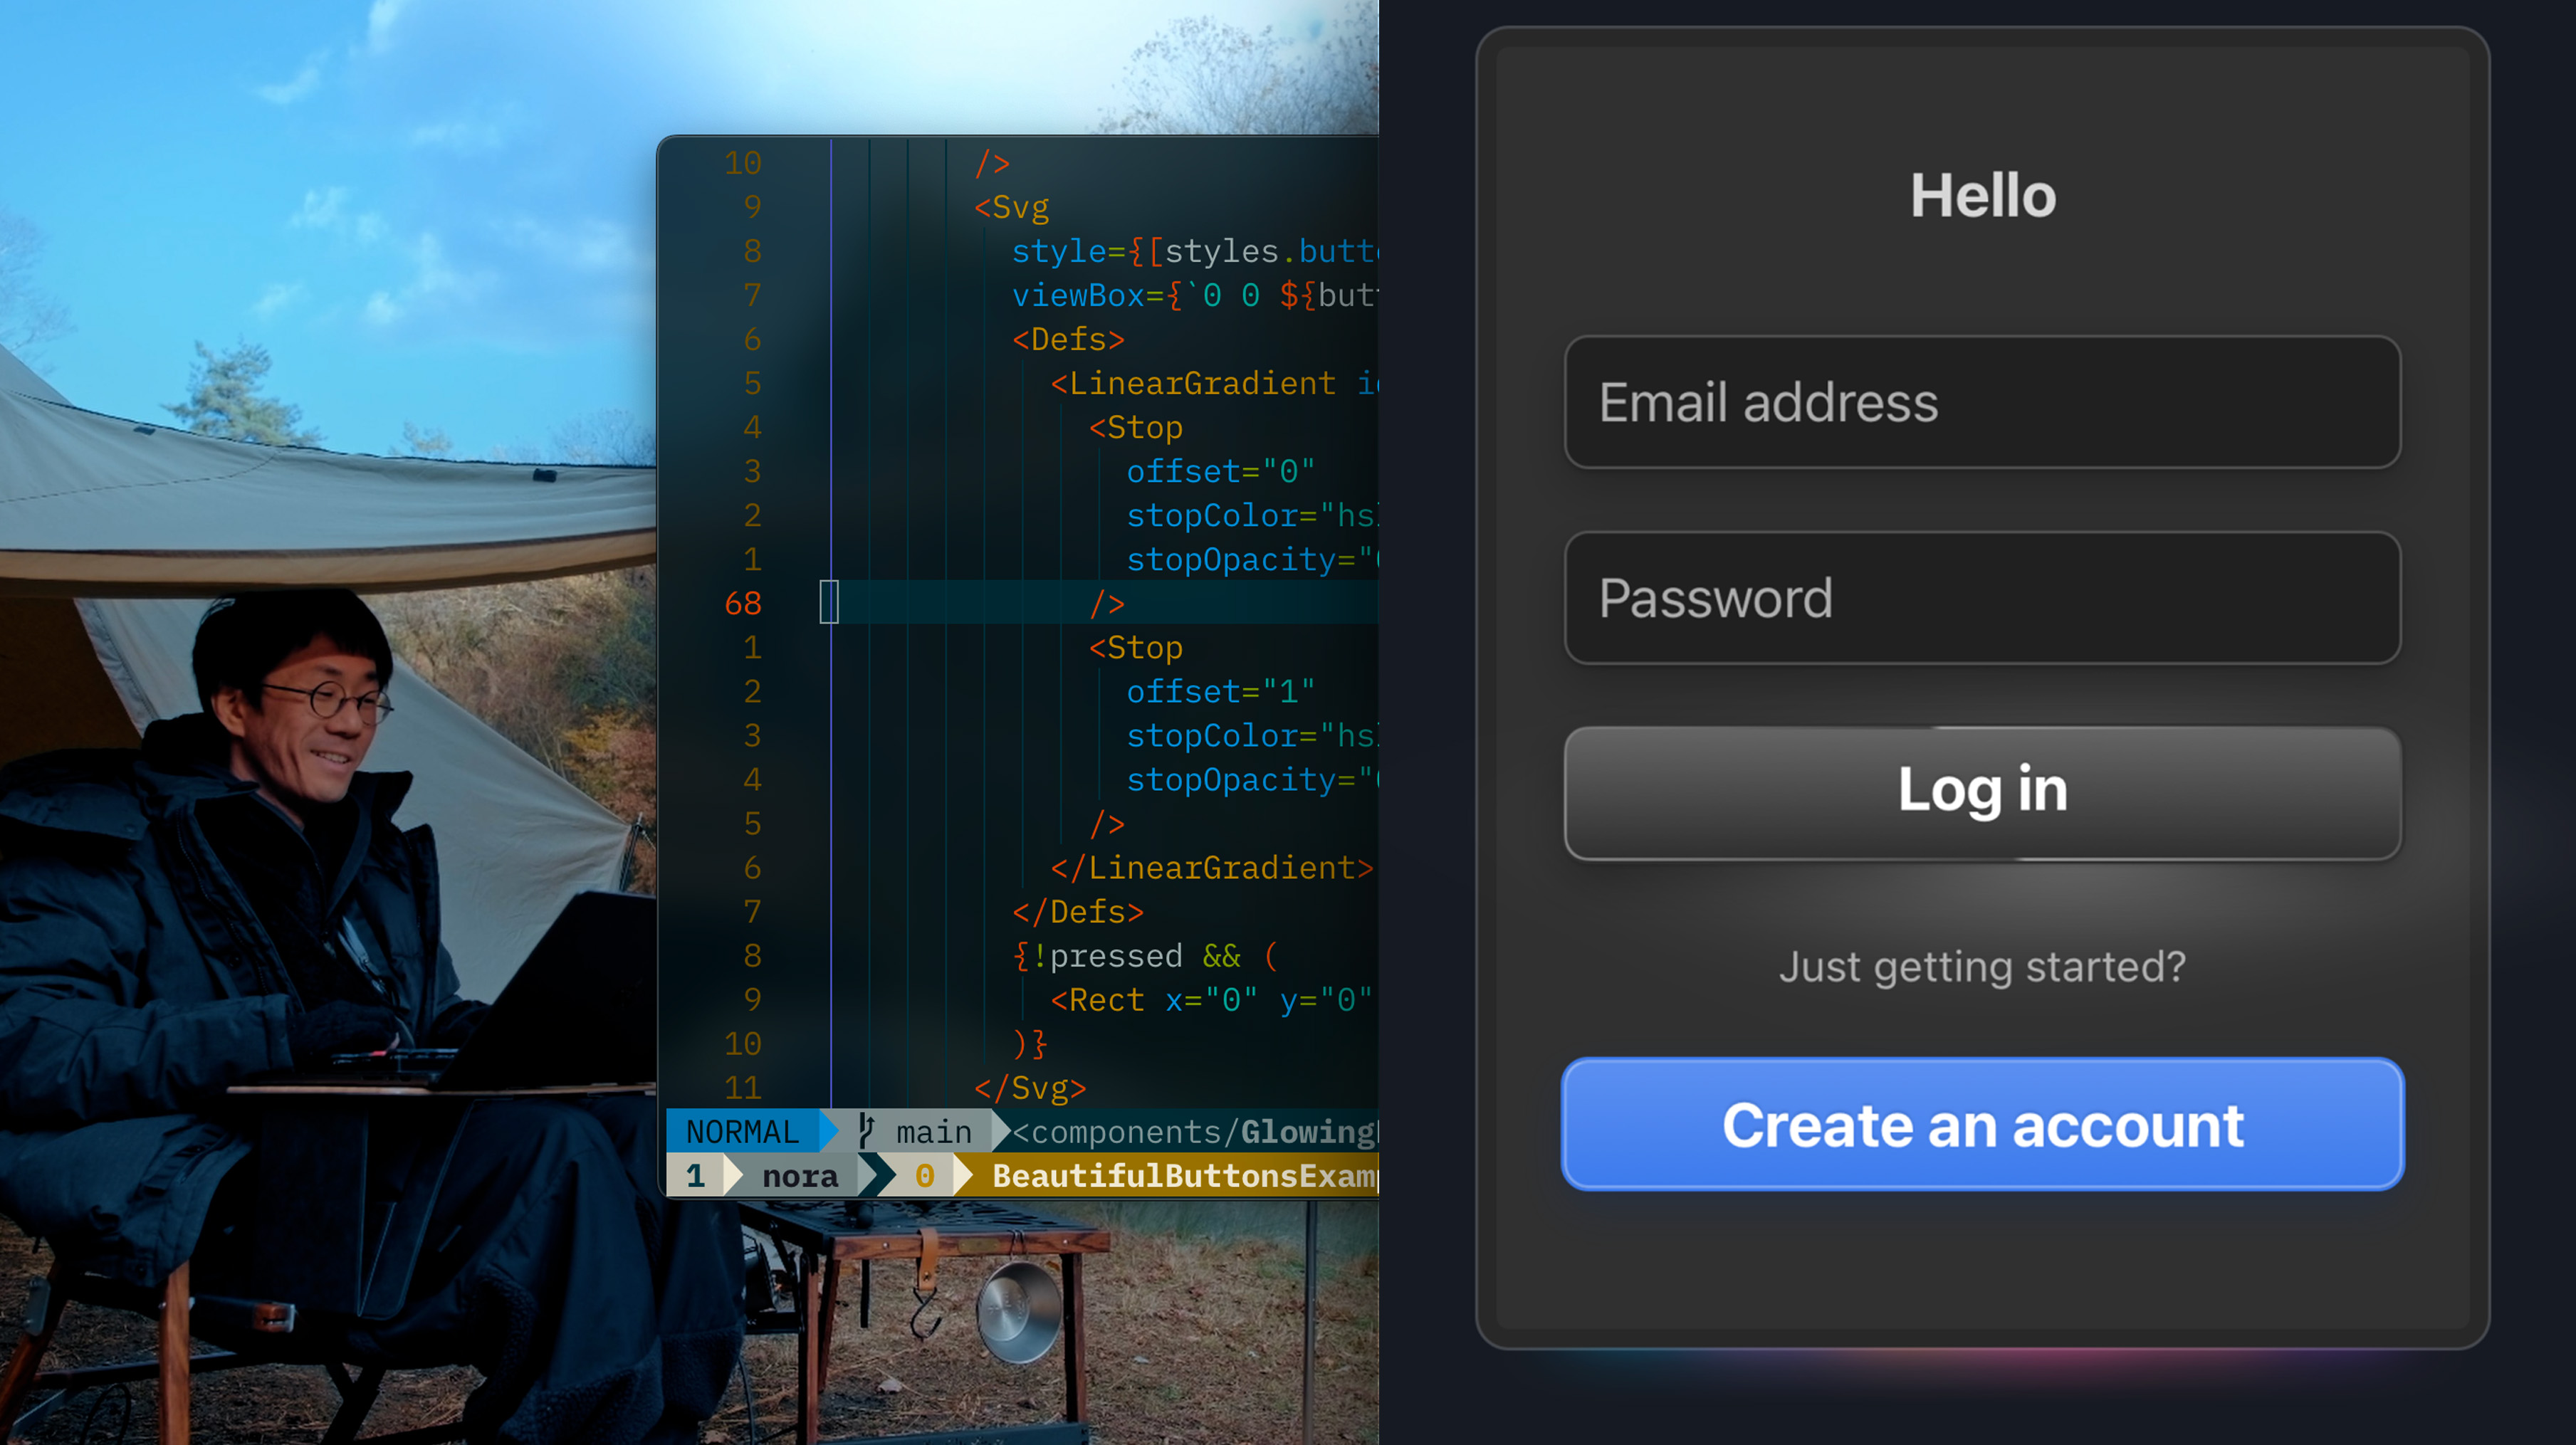 10 />
9 <Svg
8 style={[styles.butt
7 viewBox={`0 0 ${but
6 <Defs>
5 <LinearGradient
4 <Stop
3 offset="0"
2 stopColor="hs
1 stopOpacity="
68 />
1 <Stop
2 offset="1"
3 stopColor="hs
4 stopOpacity="
5 />
6 </LinearGradient>
7 </Defs>
8 {!pressed && (
9 <Rect x="0" y="0"
10 )}
11 </Svg>
NORMAL main <components/Glowing
1 nora 0 BeautifulButtonsExam
Hello
Email address
Password
Log in
Just getting started?
Create an account